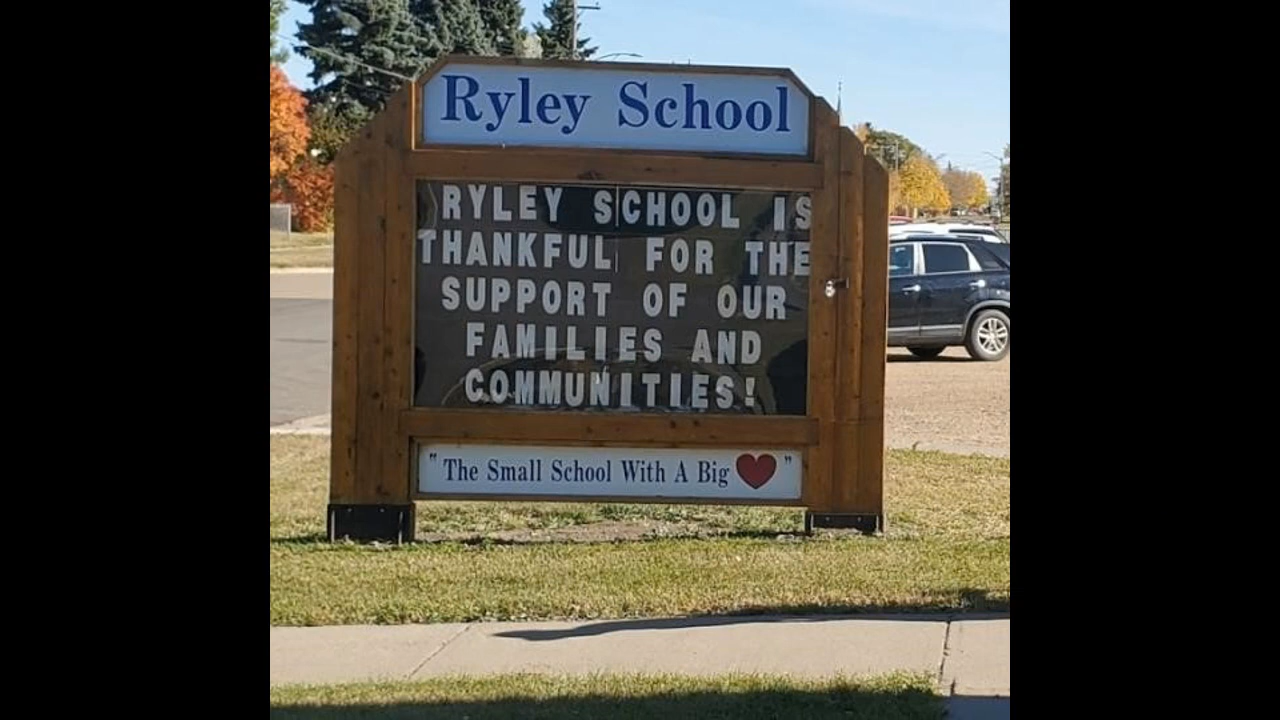 Ryley School
RYLEY SCHOOL IS
THANKFUL FOR THE
SUPPORT OF OUR
FAMILIES AND
COMMUNITIES!
"The Small School With A Big ❤"